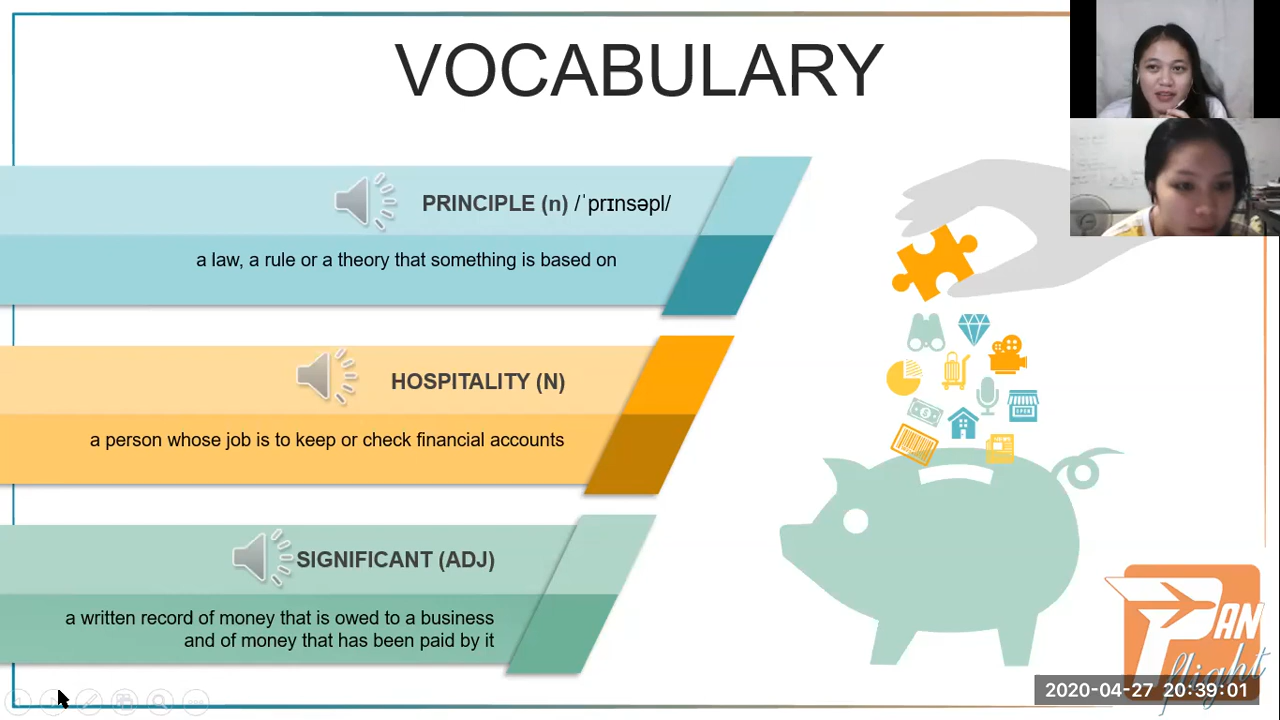 VOCABULARY
PRINCIPLE (n) /ˈprɪnsəpl/
a law, a rule or a theory that something is based on
HOSPITALITY (N)
a person whose job is to keep or check financial accounts
SIGNIFICANT (ADJ)
a written record of money that is owed to a business
and of money that has been paid by it
OPEN
PAN
flight
2020-04-27 20:39:01